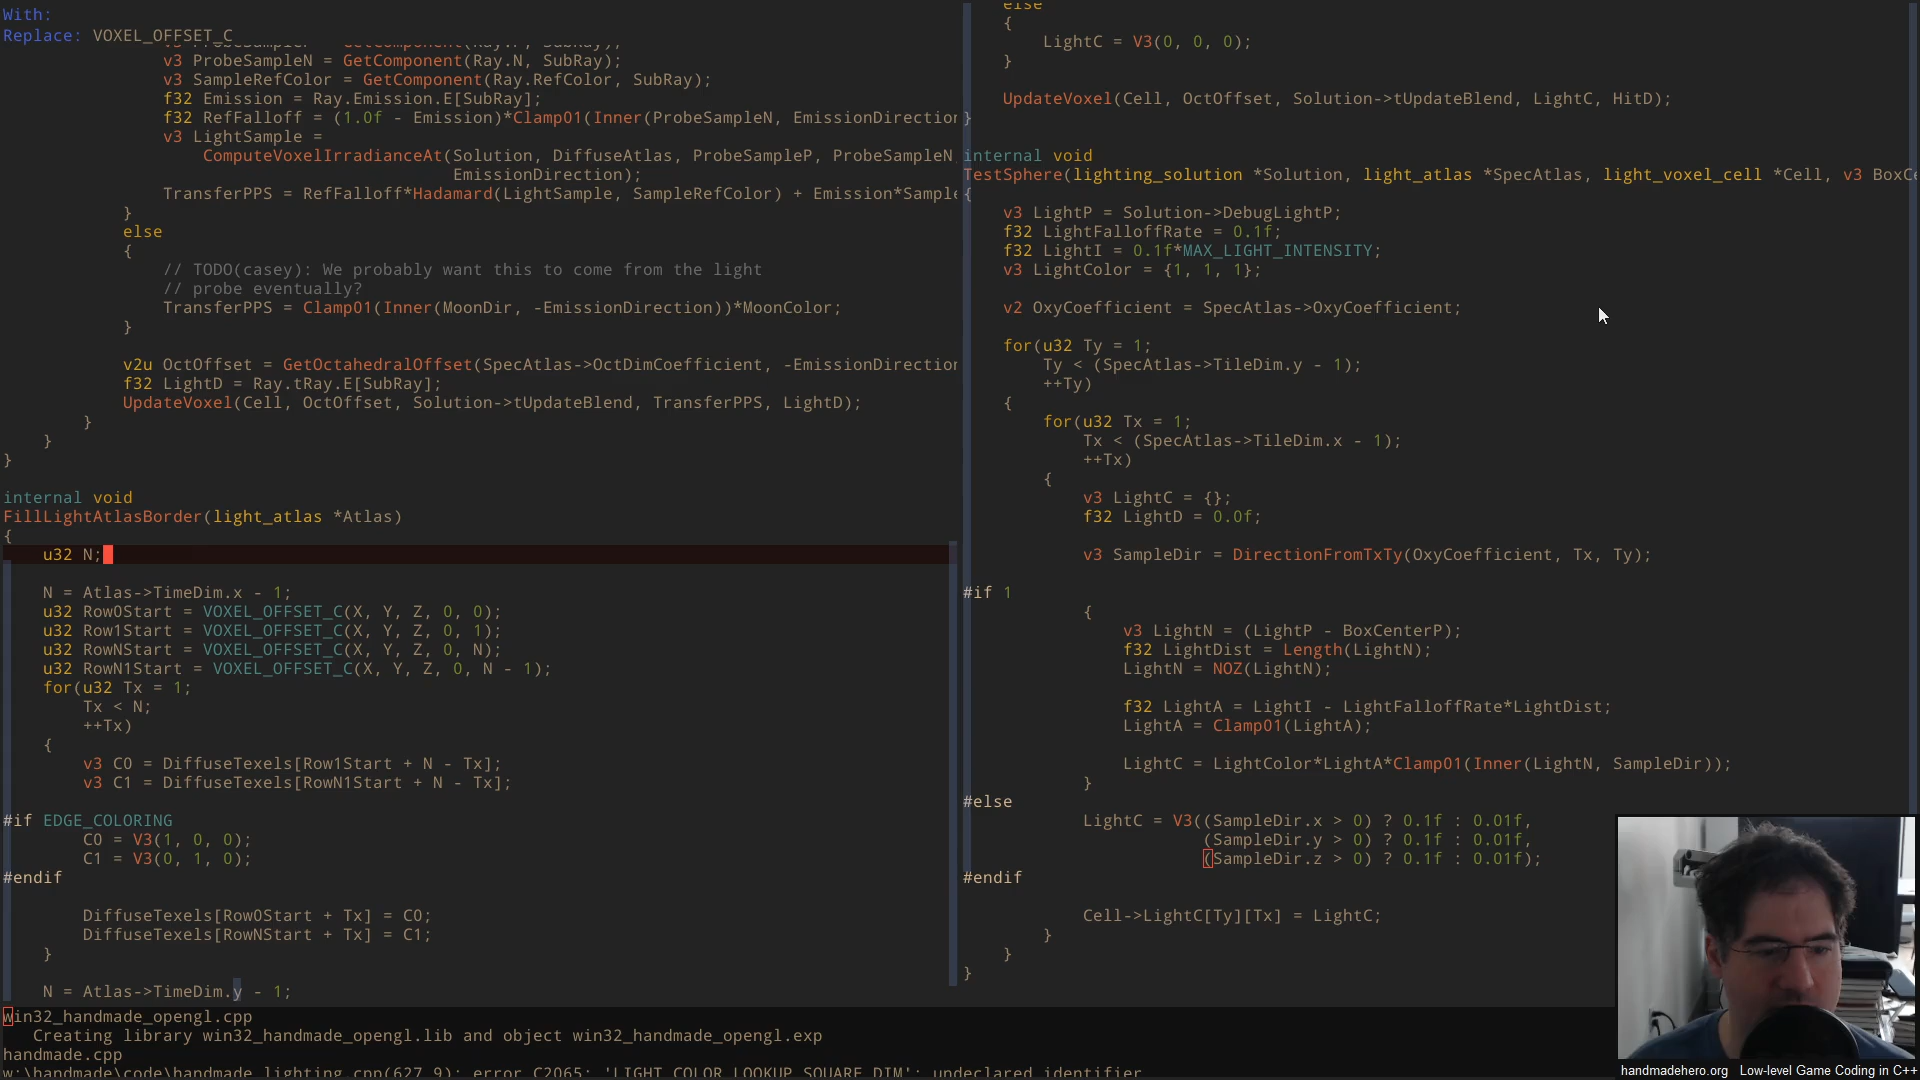 With:
Replace: VOXEL_OFFSET_C
v3 ProbeSampleN = GetComponent(Ray.N, SubRay);
v3 SampleRefColor = GetComponent(Ray.RefColor, SubRay);
f32 Emission = Ray.Emission.E[SubRay];
f32 RefFalloff = (1.0f - Emission)*Clamp01(Inner(ProbeSampleN, EmissionDirection
v3 LightSample =
ComputeVoxelIrradianceAt(Solution, DiffuseAtlas, ProbeSampleP, ProbeSampleN,
EmissionDirection);
TransferPPS = RefFalloff*Hadamard(LightSample, SampleRefColor) + Emission*Sample
}
else
{
// TODO(casey): We probably want this to come from the light
// probe eventually?
TransferPPS = Clamp01(Inner(MoonDir, -EmissionDirection))*MoonColor;
}
v2u OctOffset = GetOctahedralOffset(SpecAtlas->OctDimCoefficient, -EmissionDirection
f32 LightD = Ray.tRay.E[SubRay];
UpdateVoxel(Cell, OctOffset, Solution->tUpdateBlend, TransferPPS, LightD);
}
}
}
internal void
FillLightAtlasBorder(light_atlas *Atlas)
{
u32 N;
N = Atlas->TimeDim.x - 1;
u32 Row0Start = VOXEL_OFFSET_C(X, Y, Z, 0, 0);
u32 Row1Start = VOXEL_OFFSET_C(X, Y, Z, 0, 1);
u32 RowNStart = VOXEL_OFFSET_C(X, Y, Z, 0, N);
u32 RowN1Start = VOXEL_OFFSET_C(X, Y, Z, 0, N - 1);
for(u32 Tx = 1;
Tx < N;
++Tx)
{
v3 C0 = DiffuseTexels[Row1Start + N - Tx];
v3 C1 = DiffuseTexels[RowN1Start + N - Tx];
#if EDGE_COLORING
C0 = V3(1, 0, 0);
C1 = V3(0, 1, 0);
#endif
DiffuseTexels[Row0Start + Tx] = C0;
DiffuseTexels[RowNStart + Tx] = C1;
}
N = Atlas->TimeDim.y - 1;
else
{
LightC = V3(0, 0, 0);
}
UpdateVoxel(Cell, OctOffset, Solution->tUpdateBlend, LightC, HitD);
}
internal void
TestSphere(lighting_solution *Solution, light_atlas *SpecAtlas, light_voxel_cell *Cell, v3 BoxCe
{
v3 LightP = Solution->DebugLightP;
f32 LightFalloffRate = 0.1f;
f32 LightI = 0.1f*MAX_LIGHT_INTENSITY;
v3 LightColor = {1, 1, 1};
v2 OxyCoefficient = SpecAtlas->OxyCoefficient;
for(u32 Ty = 1;
Ty < (SpecAtlas->TileDim.y - 1);
++Ty)
{
for(u32 Tx = 1;
Tx < (SpecAtlas->TileDim.x - 1);
++Tx)
{
v3 LightC = {};
f32 LightD = 0.0f;
v3 SampleDir = DirectionFromTxTy(OxyCoefficient, Tx, Ty);
#if 1
{
v3 LightN = (LightP - BoxCenterP);
f32 LightDist = Length(LightN);
LightN = NOZ(LightN);
f32 LightA = LightI - LightFalloffRate*LightDist;
LightA = Clamp01(LightA);
LightC = LightColor*LightA*Clamp01(Inner(LightN, SampleDir));
}
#else
LightC = V3((SampleDir.x > 0) ? 0.1f : 0.01f,
(SampleDir.y > 0) ? 0.1f : 0.01f,
(SampleDir.z > 0) ? 0.1f : 0.01f);
#endif
Cell->LightC[Ty][Tx] = LightC;
}
}
}
win32_handmade_opengl.cpp
Creating library win32_handmade_opengl.lib and object win32_handmade_opengl.exp
handmade.cpp
w:\handmade\code\handmade_lighting.cpp(627,9): error C2065: 'LIGHT_COLOR_LOOKUP_SQUARE_DIM': undeclared identifier
handmadehero.org Low-level Game Coding in C++